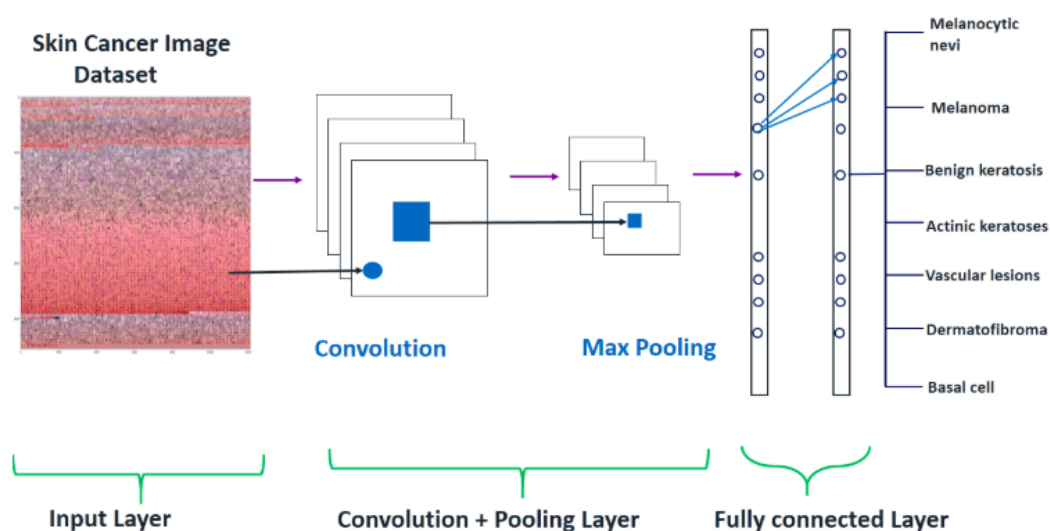 Skin Cancer Image
Dataset
Convolution
Max Pooling
Melanocytic
nevi
Melanoma
Benign keratosis
Actinic keratoses
Vascular lesions
Dermatofibroma
Basal cell
Input Layer
Convolution + Pooling Layer
Fully connected Layer